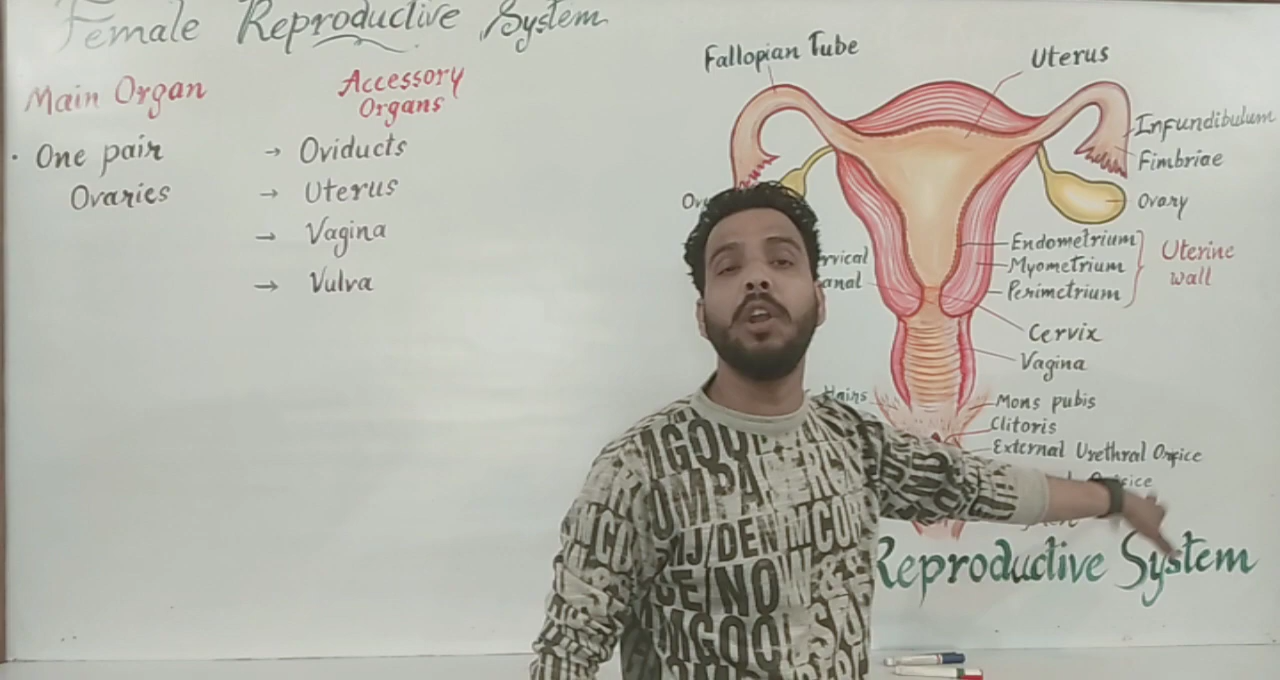 Female Reproductive System
Main Organ
Accessory
Organs
· One pair
Ovaries
→ Oviducts
→ Uterus
→ Vagina
→ Vulva
Fallopian Tube
Uterus
Infundibulum
Fimbriae
Ovary
Endometrium
Myometrium
Perimetrium
Uterine
wall
Cervix
Vagina
Hairs
Mons pubis
Clitoris
External Urethral Orifice
Reproductive System